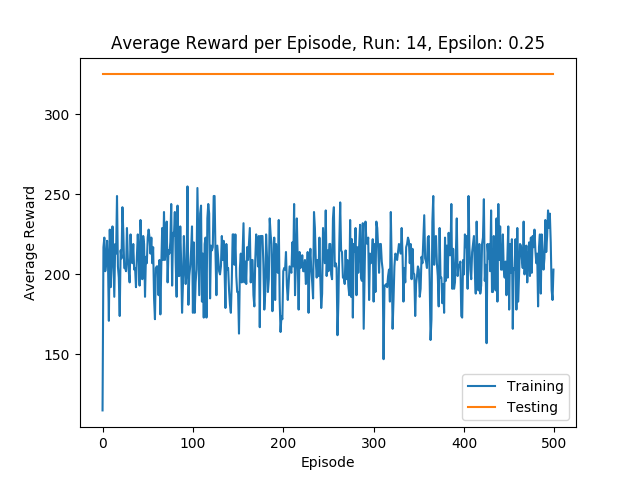 Average Reward per Episode, Run: 14, Epsilon: 0.25
300
250
200
150
Average Reward
0
100
200
300
400
500
Episode
Training
Testing